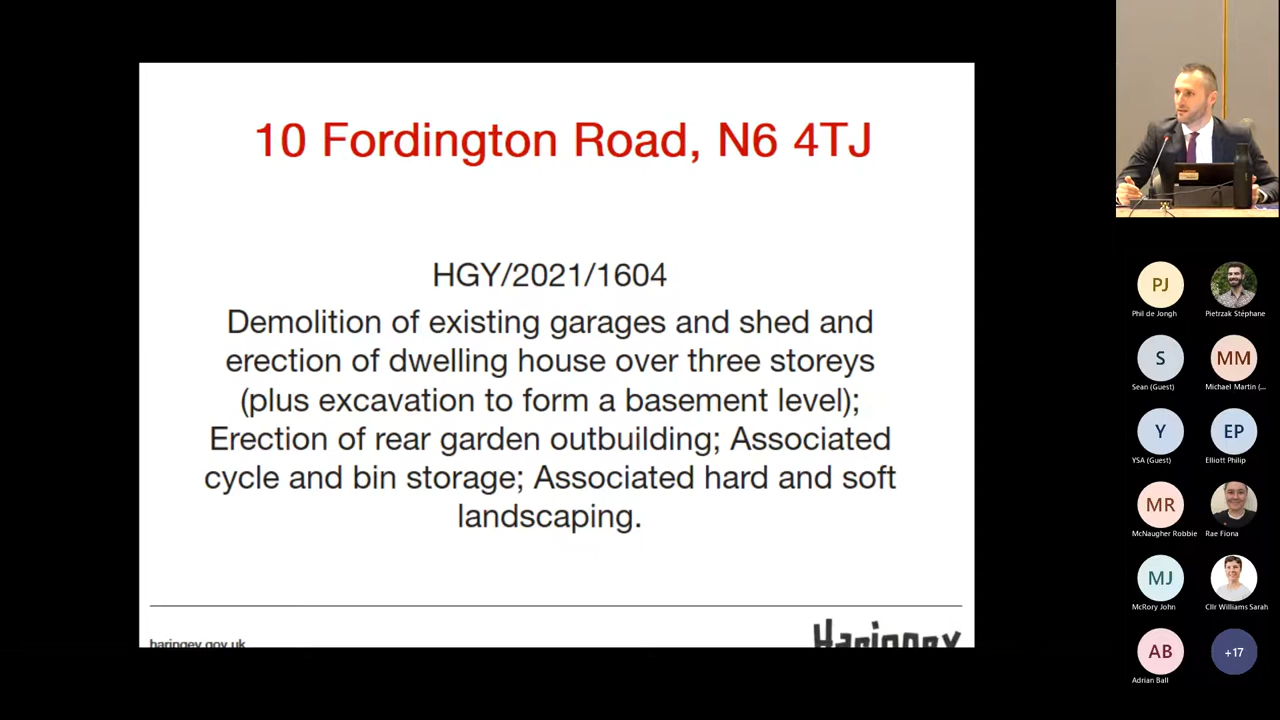 10 Fordington Road, N6 4TJ
HGY/2021/1604
Demolition of existing garages and shed and
erection of dwelling house over three storeys
(plus excavation to form a basement level);
Erection of rear garden outbuilding; Associated
cycle and bin storage; Associated hard and soft
landscaping.
haringey.gov.uk
Haringey
PJ
Phil de Jongh
Pietrzak Stéphane
S
Sean (Guest)
MM
Michael Martin (...
Y
YSA (Guest)
EP
Elliott Philip
MR
McNaugher Robbie
Rae Fiona
MJ
McRory John
Cllr Williams Sarah
AB
Adrian Ball
+17